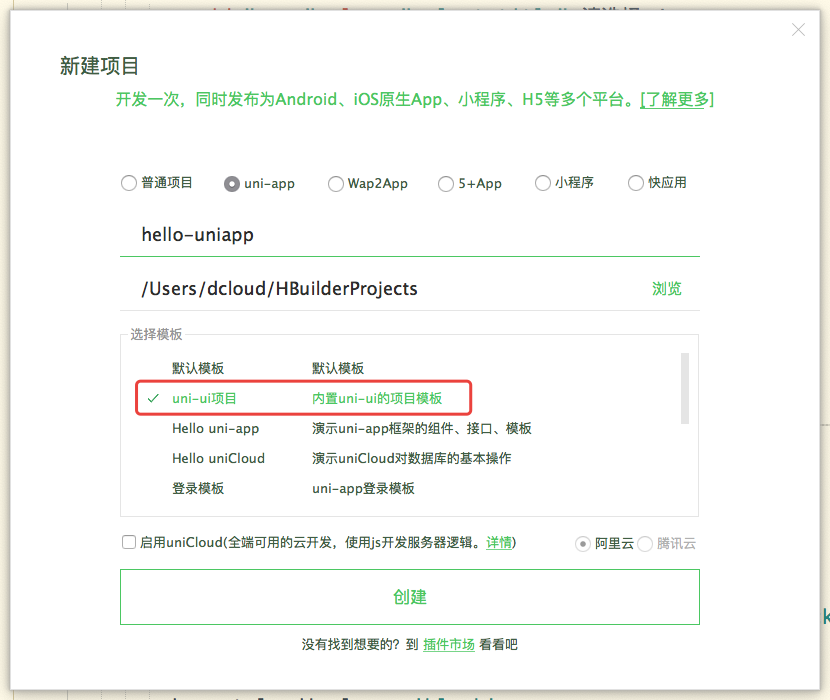 新建项目
开发一次，同时发布为Android、iOS原生App、小程序、H5等多个平台。[了解更多]
普通项目 uni-app Wap2App 5+App 小程序 快应用
hello-uniapp
/Users/dcloud/HBuilderProjects 浏览
选择模板
默认模板 默认模板
uni-ui项目 内置uni-ui的项目模板
Hello uni-app 演示uni-app框架的组件、接口、模板
Hello uniCloud 演示uniCloud对数据库的基本操作
登录模板 uni-app登录模板
启用uniCloud(全端可用的云开发，使用js开发服务器逻辑。详情) 阿里云 腾讯云
创建
没有找到想要的？到 插件市场 看看吧